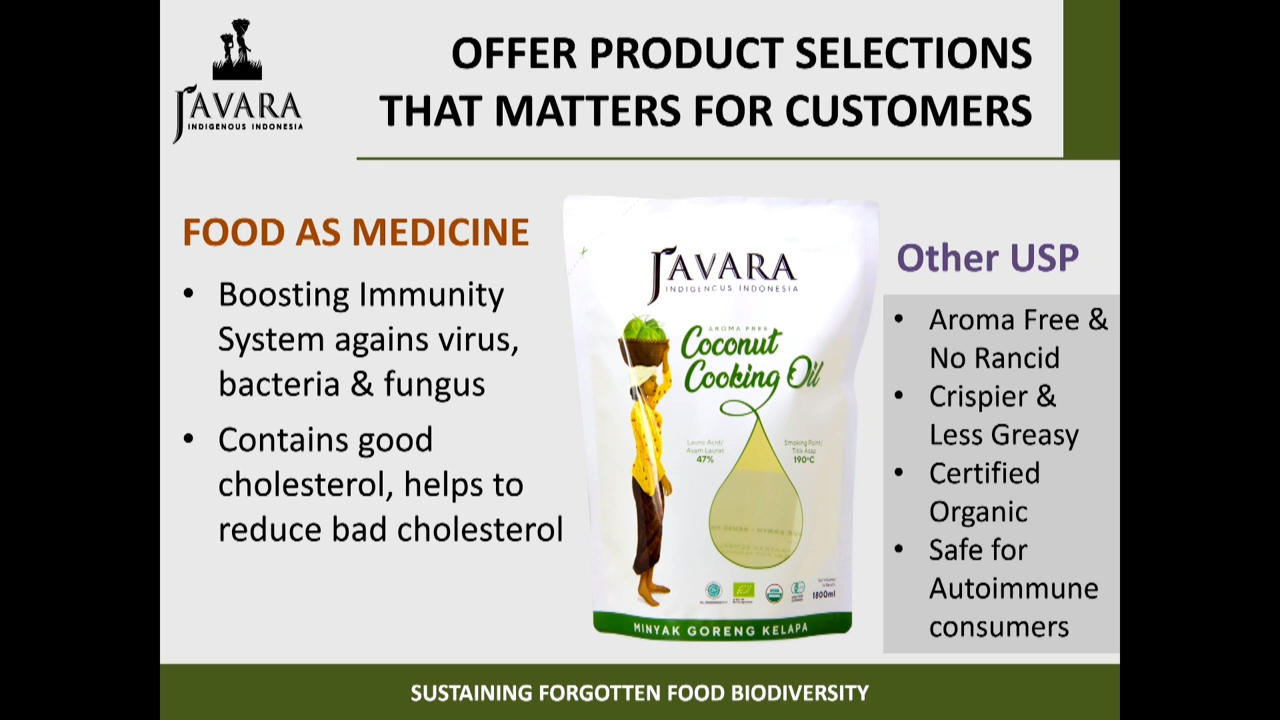 JAVARA
INDIGENOUS INDONESIA
OFFER PRODUCT SELECTIONS
THAT MATTERS FOR CUSTOMERS
FOOD AS MEDICINE
• Boosting Immunity
System agains virus,
bacteria & fungus
• Contains good
cholesterol, helps to
reduce bad cholesterol
JAVARA
INDIGENOUS INDONESIA
AROMA FREE
Coconut
Cooking Oil
Lauric Acid/
Asam Laurat
47%
Smoking Point/
Titik Asap
190°C
1800ml
MINYAK GORENG KELAPA
Other USP
• Aroma Free &
No Rancid
• Crispier &
Less Greasy
• Certified
Organic
• Safe for
Autoimmune
consumers
SUSTAINING FORGOTTEN FOOD BIODIVERSITY